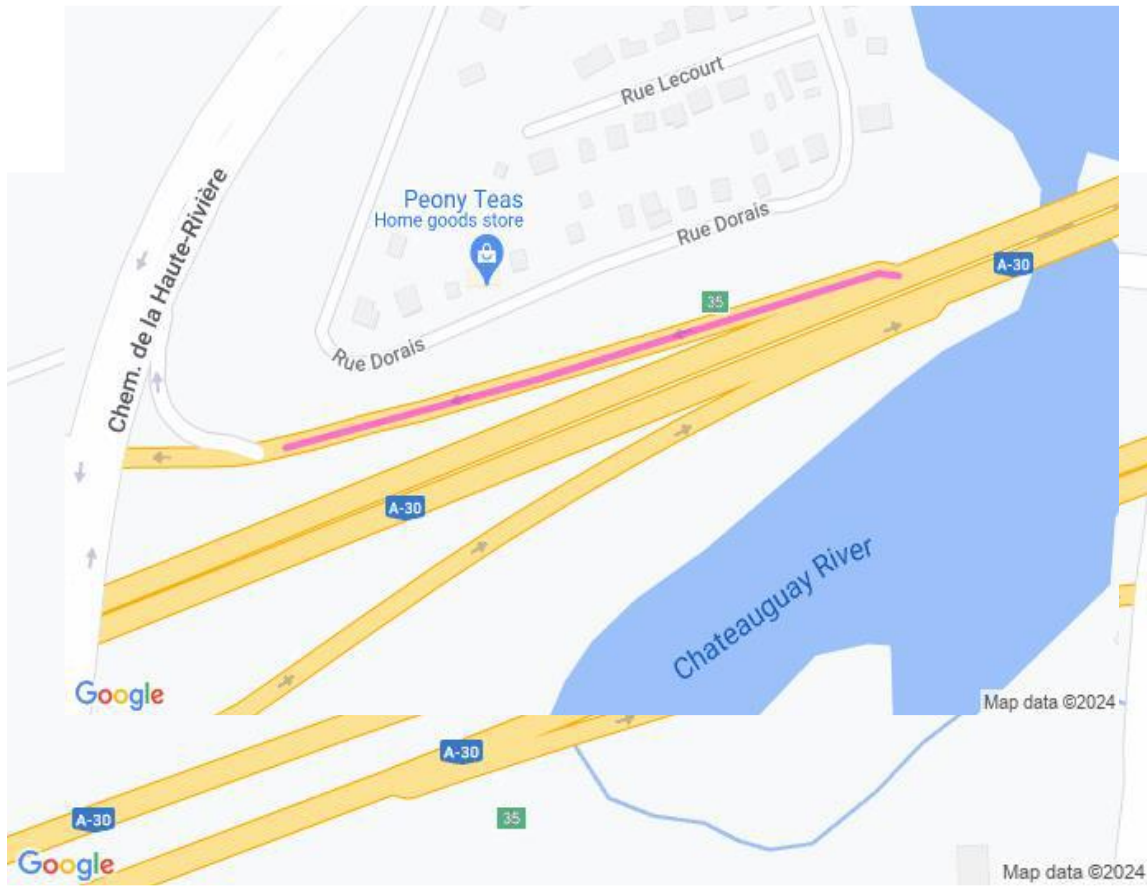 Rue Lecourt
Chem. de la Haute-Rivière
Peony Teas
Home goods store
Rue Dorais
A-30
35
Rue Dorais
A-30
Chateauguay River
Google
Map data ©2024
A-30
A-30
35
Google
Map data ©2024